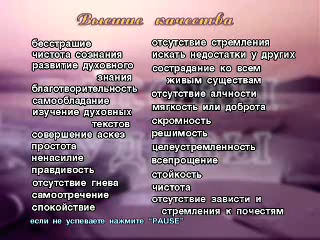 Высшие качества
бесстрашие
чистота сознания
развитие духовного
знания
благотворительность
самообладание
изучение духовных
текстов
совершение аскез
простота
ненасилие
правдивость
отсутствие гнева
самоотречение
спокойствие
отсутствие стремления
искать недостатки у других
сострадание ко всем
живым существам
отсутствие алчности
мягкость или доброта
скромность
решимость
целеустремленность
всепрощение
стойкость
чистота
отсутствие зависти и
стремления к почестям
если не успеваете нажмите "PAUSE"